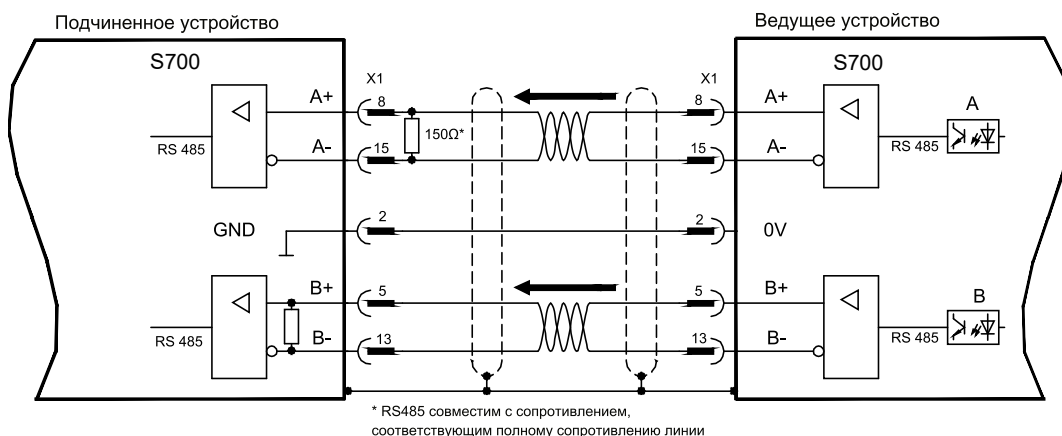 Подчиненное устройство
Ведущее устройство
S700
X1
X1
S700
A+
8
8
A+
A
150Ω*
RS 485
A-
15
15
A-
RS 485
GND
2
2
0V
B+
5
5
B+
B
RS 485
B-
13
13
B-
RS 485
* RS485 совместим с сопротивлением,
соответствующим полному сопротивлению линии